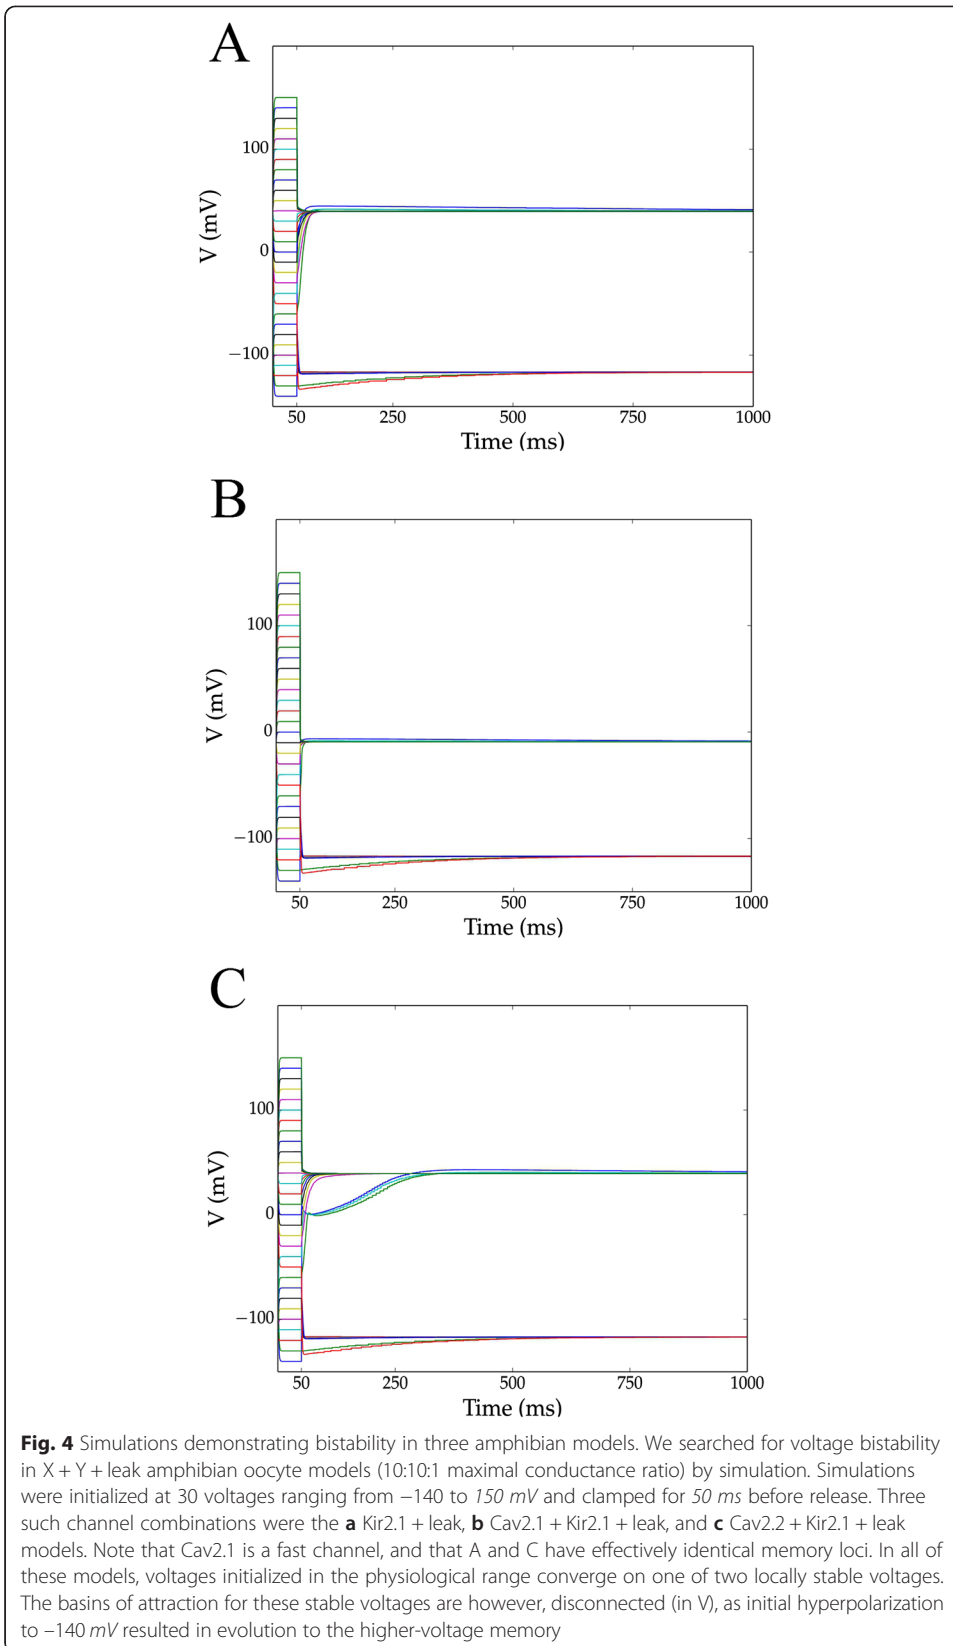 A
V (mV)
100
0
−100
50
250
500
750
1000
Time (ms)
B
V (mV)
100
0
−100
50
250
500
750
1000
Time (ms)
C
V (mV)
100
0
−100
50
250
500
750
1000
Time (ms)
Fig. 4 Simulations demonstrating bistability in three amphibian models. We searched for voltage bistability
in X + Y + leak amphibian oocyte models (10:10:1 maximal conductance ratio) by simulation. Simulations
were initialized at 30 voltages ranging from −140 to 150 mV and clamped for 50 ms before release. Three
such channel combinations were the a Kir2.1 + leak, b Cav2.1 + Kir2.1 + leak, and c Cav2.2 + Kir2.1 + leak
models. Note that Cav2.1 is a fast channel, and that A and C have effectively identical memory loci. In all of
these models, voltages initialized in the physiological range converge on one of two locally stable voltages.
The basins of attraction for these stable voltages are however, disconnected (in V), as initial hyperpolarization
to −140 mV resulted in evolution to the higher-voltage memory